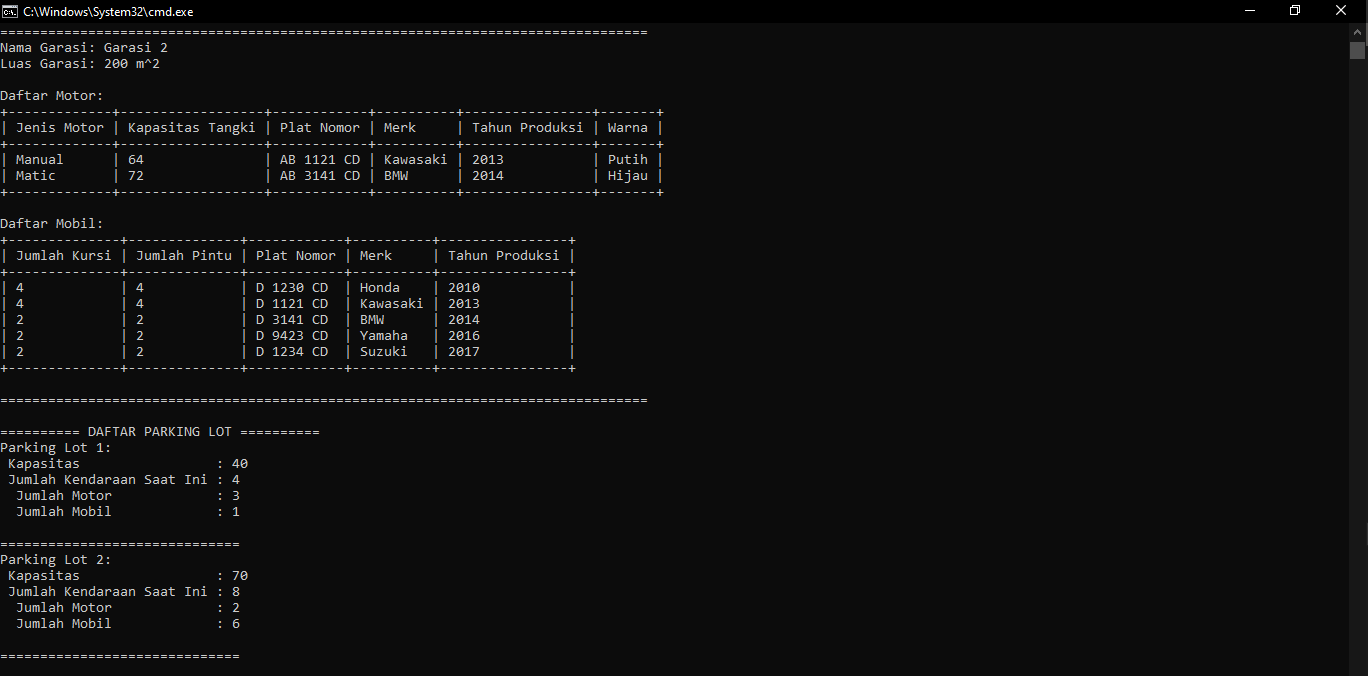 C:\Windows\System32\cmd.exe
=================================================================================
Nama Garasi: Garasi 2
Luas Garasi: 200 m^2
Daftar Motor:
+-------------+------------------+------------+----------+----------------+-------+
| Jenis Motor | Kapasitas Tangki | Plat Nomor | Merk     | Tahun Produksi | Warna |
+-------------+------------------+------------+----------+----------------+-------+
| Manual      | 64               | AB 1121 CD | Kawasaki | 2013           | Putih |
| Matic       | 72               | AB 3141 CD | BMW      | 2014           | Hijau |
+-------------+------------------+------------+----------+----------------+-------+
Daftar Mobil:
+--------------+--------------+------------+----------+----------------+
| Jumlah Kursi | Jumlah Pintu | Plat Nomor | Merk     | Tahun Produksi |
+--------------+--------------+------------+----------+----------------+
| 4            | 4            | D 1230 CD  | Honda    | 2010           |
| 4            | 4            | D 1121 CD  | Kawasaki | 2013           |
| 2            | 2            | D 3141 CD  | BMW      | 2014           |
| 2            | 2            | D 9423 CD  | Yamaha   | 2016           |
| 2            | 2            | D 1234 CD  | Suzuki   | 2017           |
+--------------+--------------+------------+----------+----------------+
=================================================================================
========== DAFTAR PARKING LOT ==========
Parking Lot 1:
 Kapasitas                 : 40
 Jumlah Kendaraan Saat Ini : 4
  Jumlah Motor             : 3
  Jumlah Mobil             : 1
==============================
Parking Lot 2:
 Kapasitas                 : 70
 Jumlah Kendaraan Saat Ini : 8
  Jumlah Motor             : 2
  Jumlah Mobil             : 6
==============================